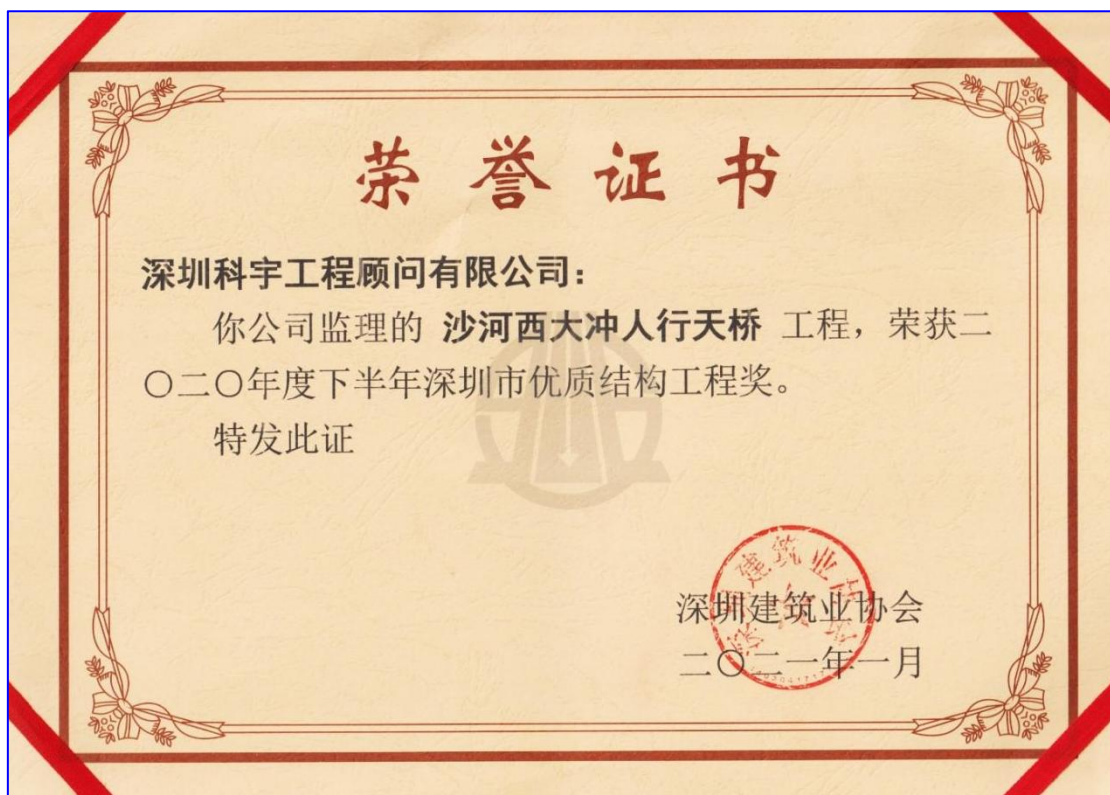 荣誉证书
深圳科宇工程顾问有限公司：
你公司监理的 沙河西大冲人行天桥 工程，荣获二
〇二〇年度下半年深圳市优质结构工程奖。
特发此证
深圳建筑业协会
二〇二一年一月